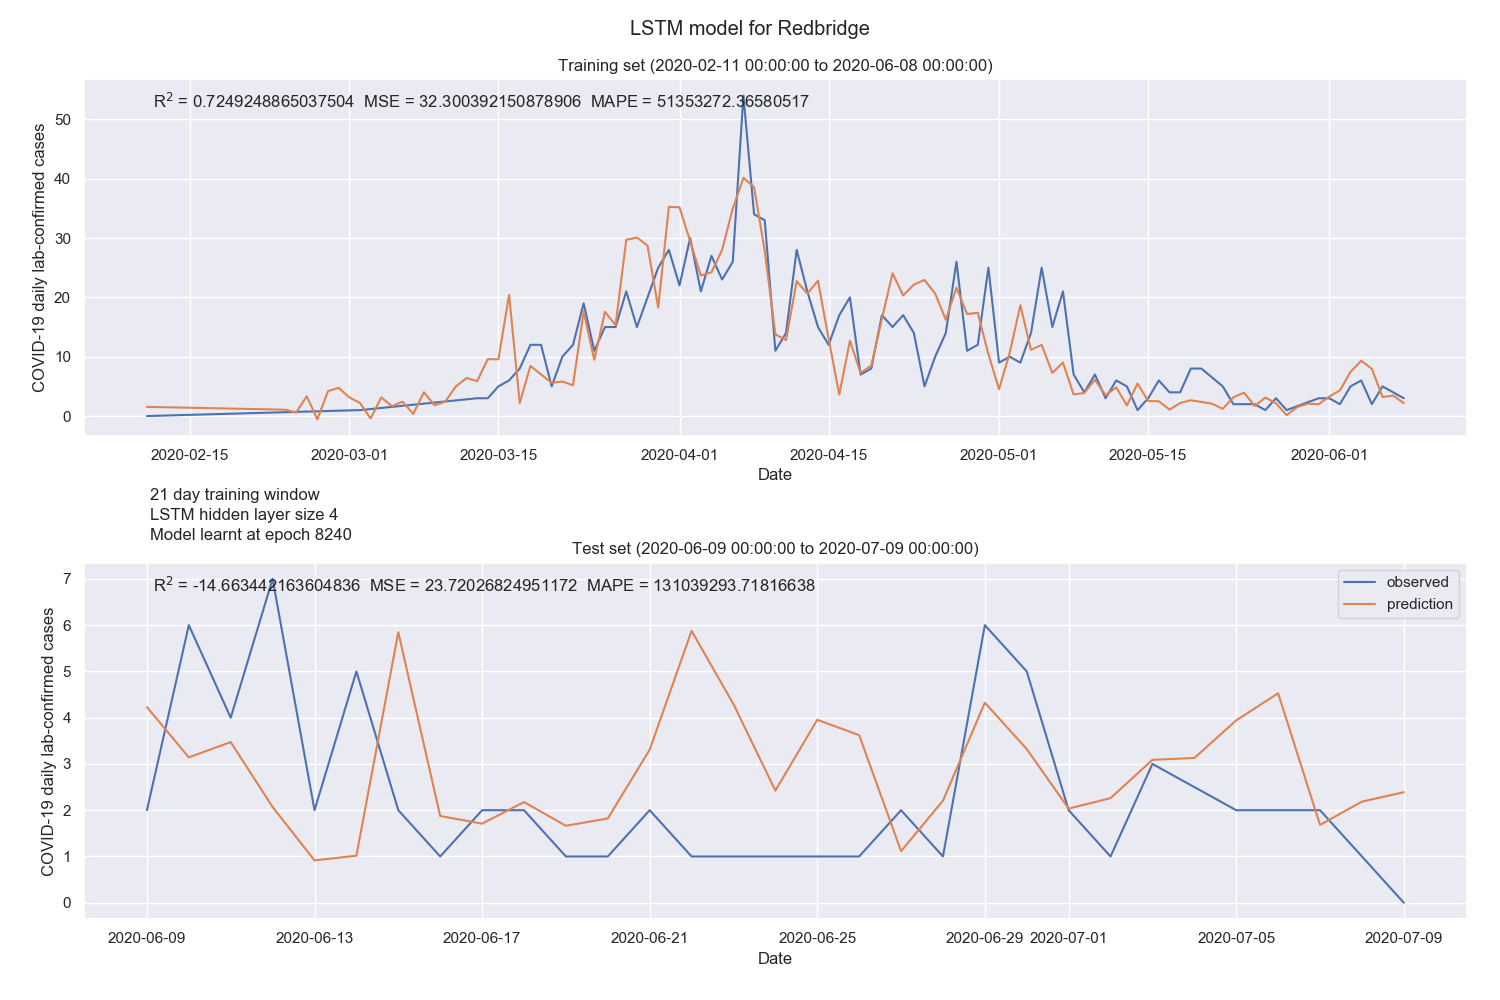 LSTM model for Redbridge
Training set (2020-02-11 00:00:00 to 2020-06-08 00:00:00)
R² = 0.7249248865037504 MSE = 32.300392150878906 MAPE = 51353272.36580517
COVID-19 daily lab-confirmed cases
50
40
30
20
10
0
2020-02-15 2020-03-01 2020-03-15 2020-04-01 2020-04-15 2020-05-01 2020-05-15 2020-06-01
Date
21 day training window
LSTM hidden layer size 4
Model learnt at epoch 8240
Test set (2020-06-09 00:00:00 to 2020-07-09 00:00:00)
R² = -14.663442163604836 MSE = 23.72026824951172 MAPE = 131039293.71816638
observed
prediction
COVID-19 daily lab-confirmed cases
7
6
5
4
3
2
1
0
2020-06-09 2020-06-13 2020-06-17 2020-06-21 2020-06-25 2020-06-29 2020-07-01 2020-07-05 2020-07-09
Date